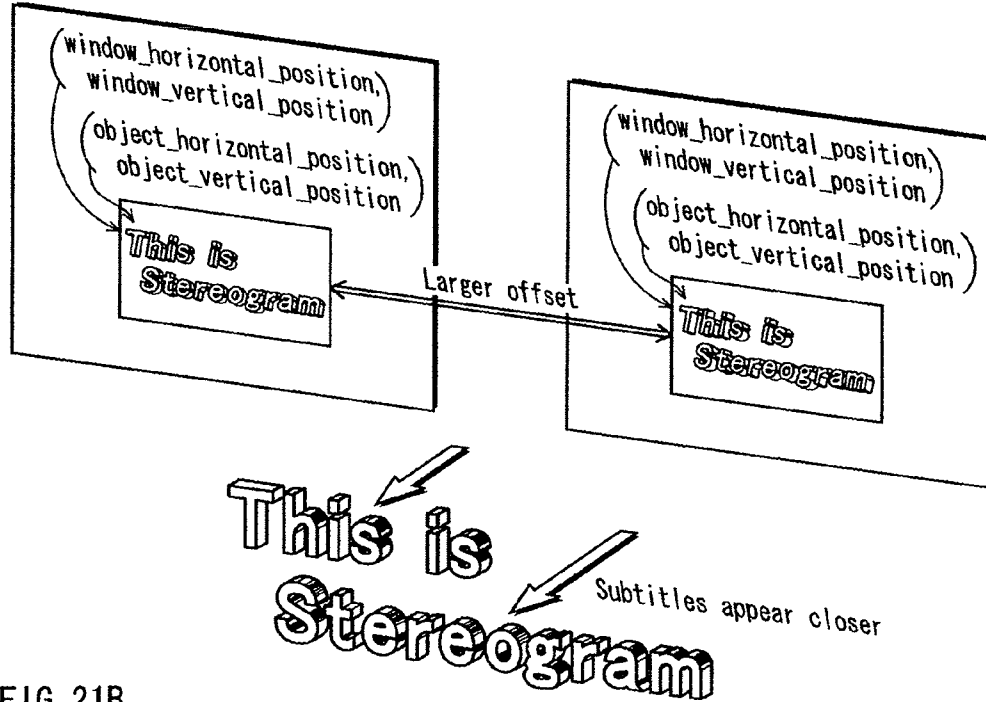 (window_horizontal_position,
window_vertical_position)
(object_horizontal_position,
object_vertical_position)
This is
Stereogram
Larger offset
(window_horizontal_position,
window_vertical_position)
(object_horizontal_position,
object_vertical_position)
This is
Stereogram
This is
Stereogram
Subtitles appear closer
FIG. 21B